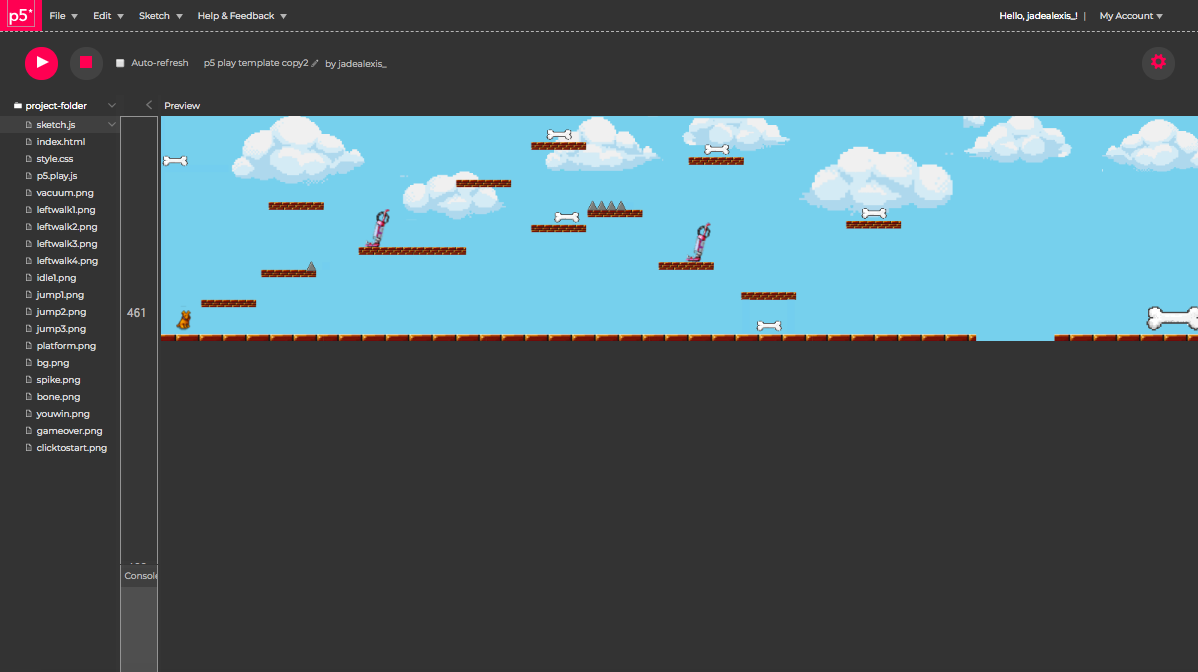 p5*
File Edit Sketch Help & Feedback Hello, jadealexis_! | My Account
Auto-refresh p5 play template copy2 by jadealexis_
project-folder
Preview
sketch.js
index.html
style.css
p5.play.js
vacuum.png
leftwalk1.png
leftwalk2.png
leftwalk3.png
leftwalk4.png
idle1.png
jump1.png
jump2.png
jump3.png
platform.png
bg.png
spike.png
bone.png
youwin.png
gameover.png
clicktostart.png
461
Console